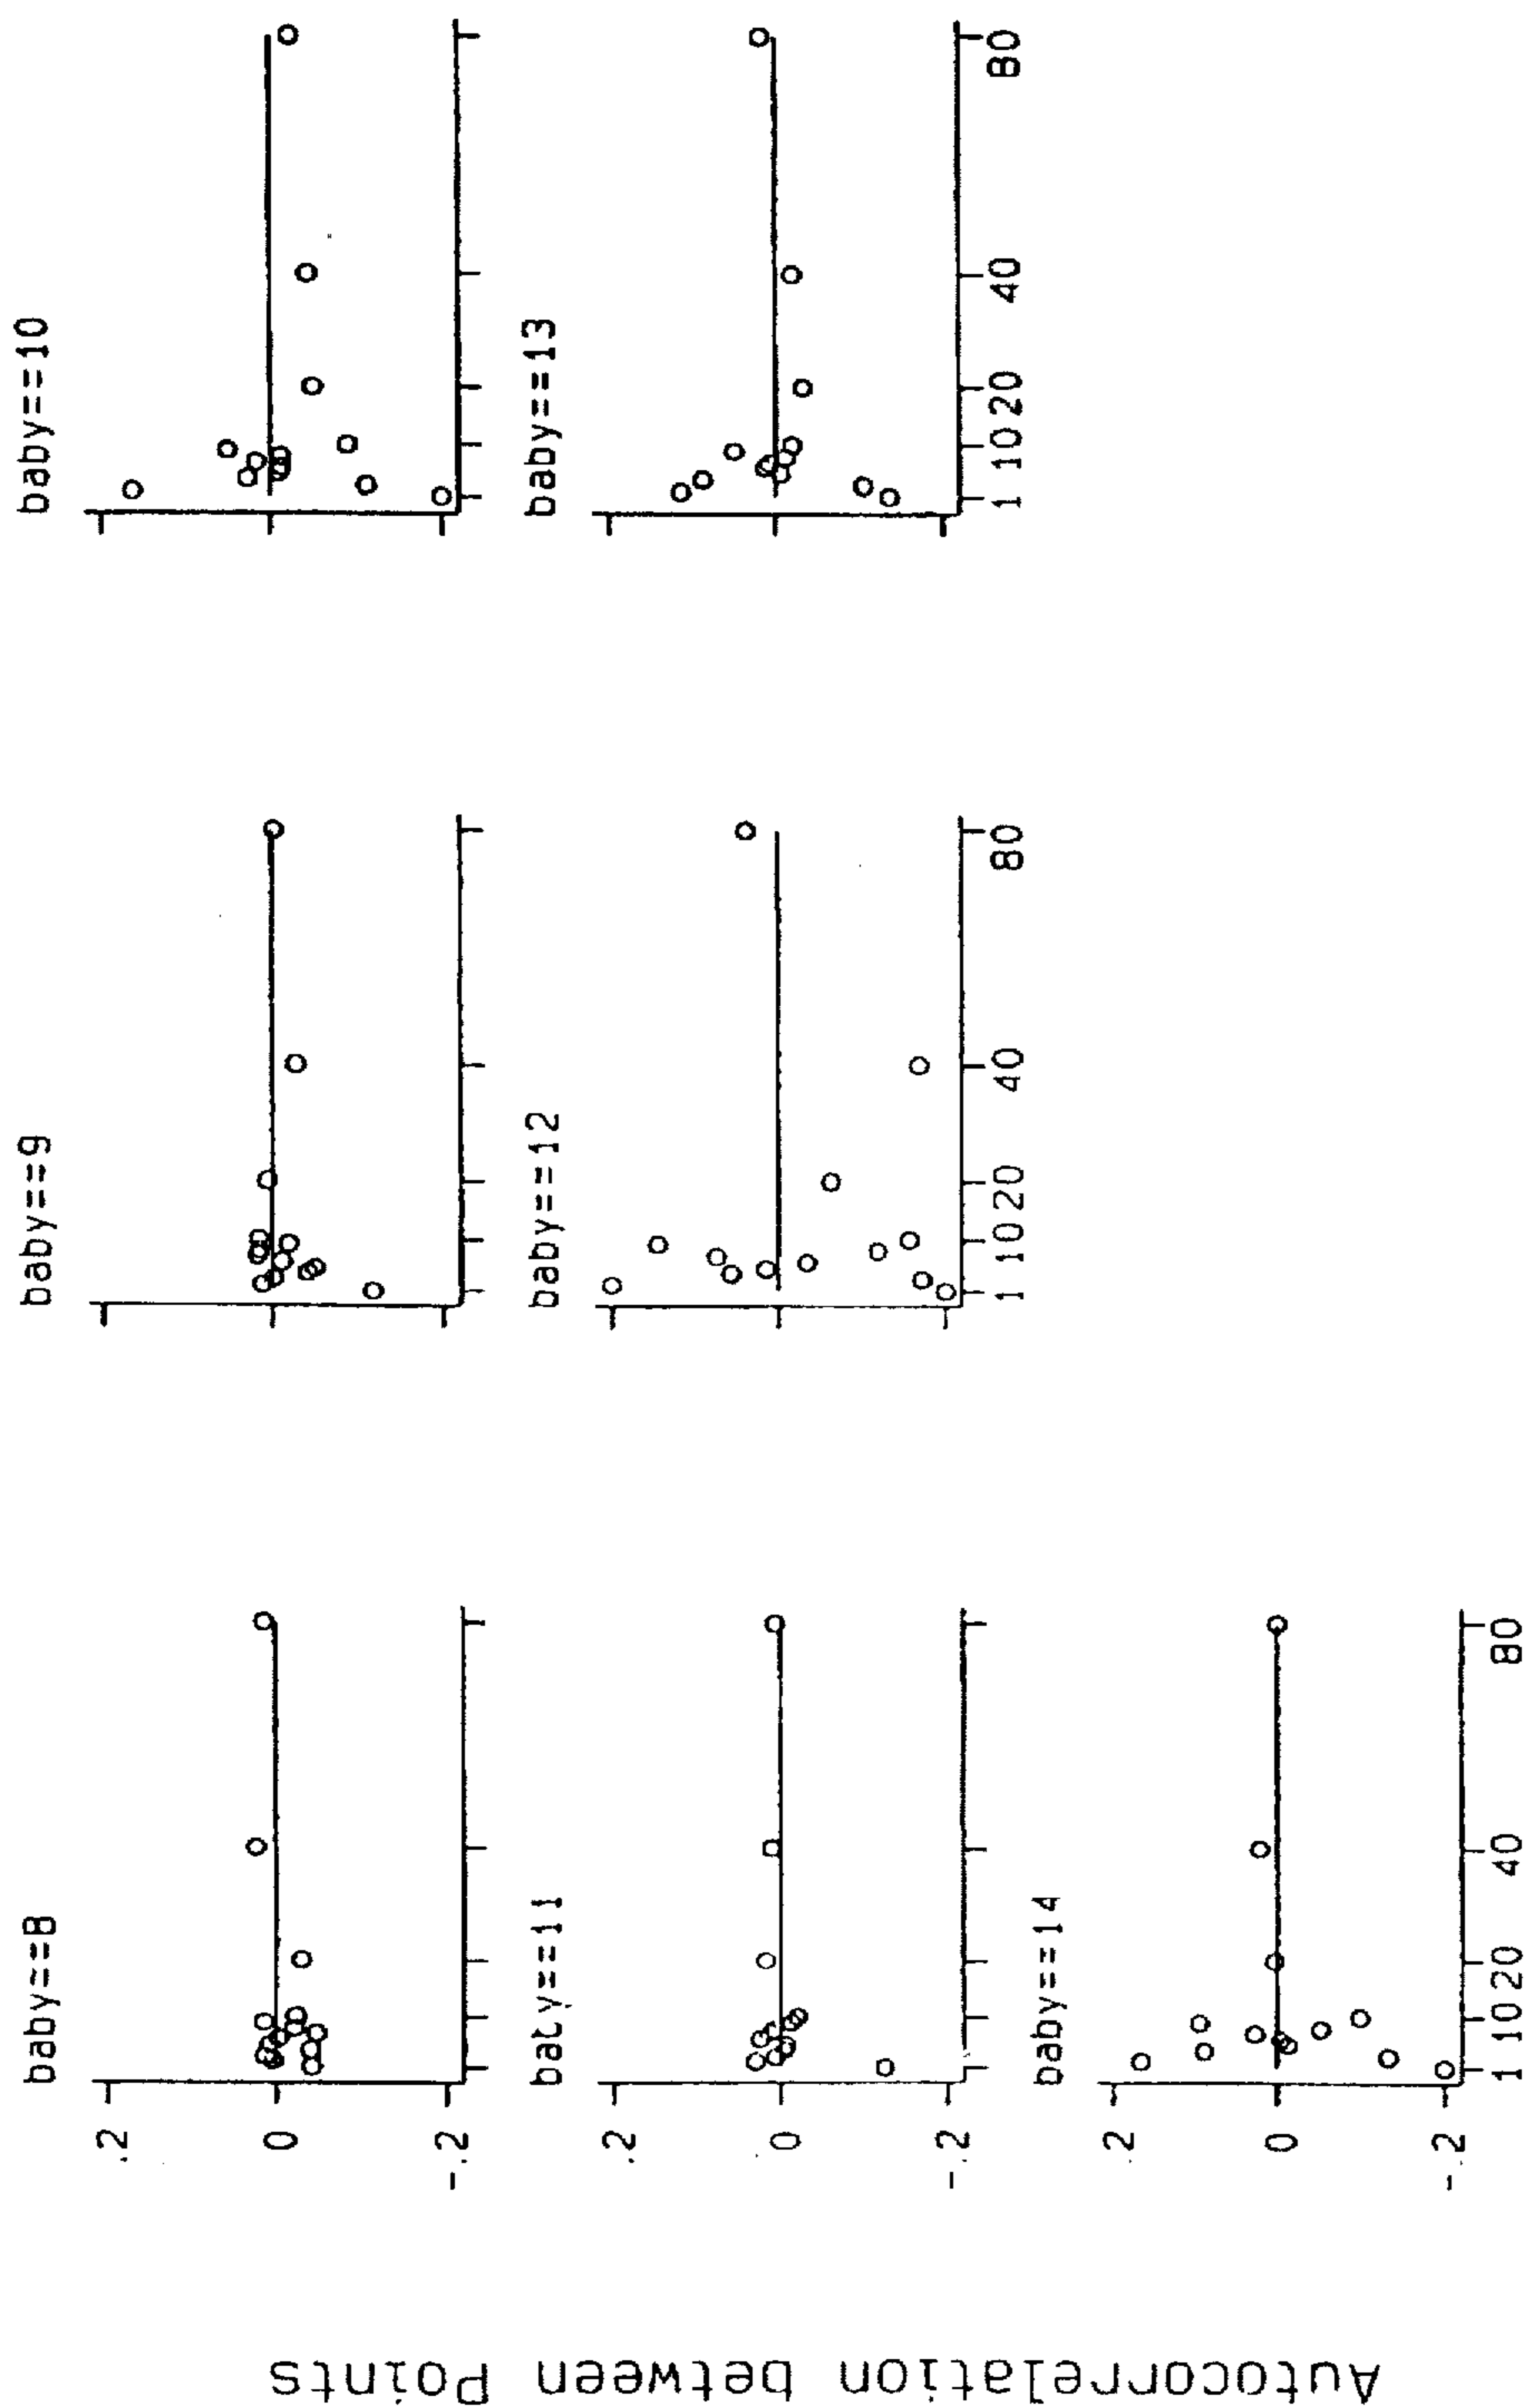 Autocorrelation between Points
baby==8
baby==9
baby==10
.2
0
-.2
baby==11
baby==12
baby==13
.2
0
-.2
1 10 20 40 80
1 10 20 40 80
baby==14
.2
0
-.2
1 10 20 40 80